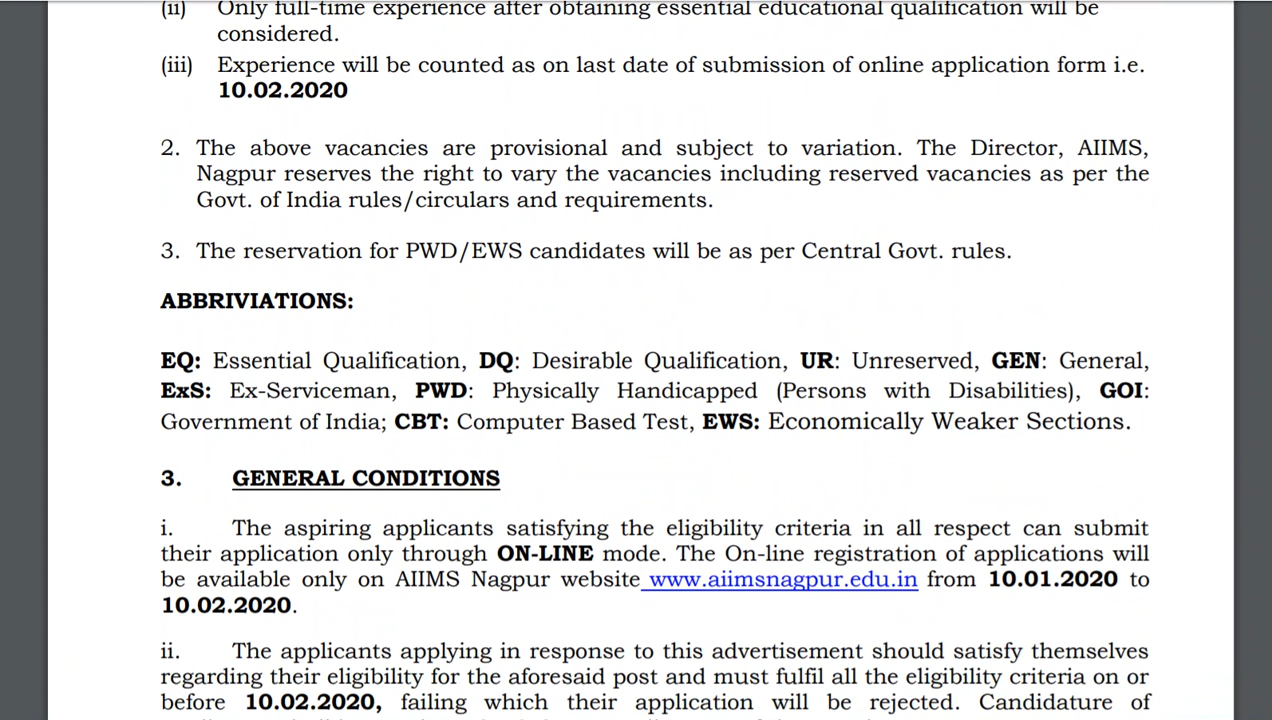 (ii) Only full-time experience after obtaining essential educational qualification will be
considered.
(iii) Experience will be counted as on last date of submission of online application form i.e.
10.02.2020
2. The above vacancies are provisional and subject to variation. The Director, AIIMS,
Nagpur reserves the right to vary the vacancies including reserved vacancies as per the
Govt. of India rules/circulars and requirements.
3. The reservation for PWD/EWS candidates will be as per Central Govt. rules.
ABBRIVIATIONS:
EQ: Essential Qualification, DQ: Desirable Qualification, UR: Unreserved, GEN: General,
ExS: Ex-Serviceman, PWD: Physically Handicapped (Persons with Disabilities), GOI:
Government of India; CBT: Computer Based Test, EWS: Economically Weaker Sections.
3. GENERAL CONDITIONS
i. The aspiring applicants satisfying the eligibility criteria in all respect can submit
their application only through ON-LINE mode. The On-line registration of applications will
be available only on AIIMS Nagpur website www.aiimsnagpur.edu.in from 10.01.2020 to
10.02.2020.
ii. The applicants applying in response to this advertisement should satisfy themselves
regarding their eligibility for the aforesaid post and must fulfil all the eligibility criteria on or
before 10.02.2020, failing which their application will be rejected. Candidature of